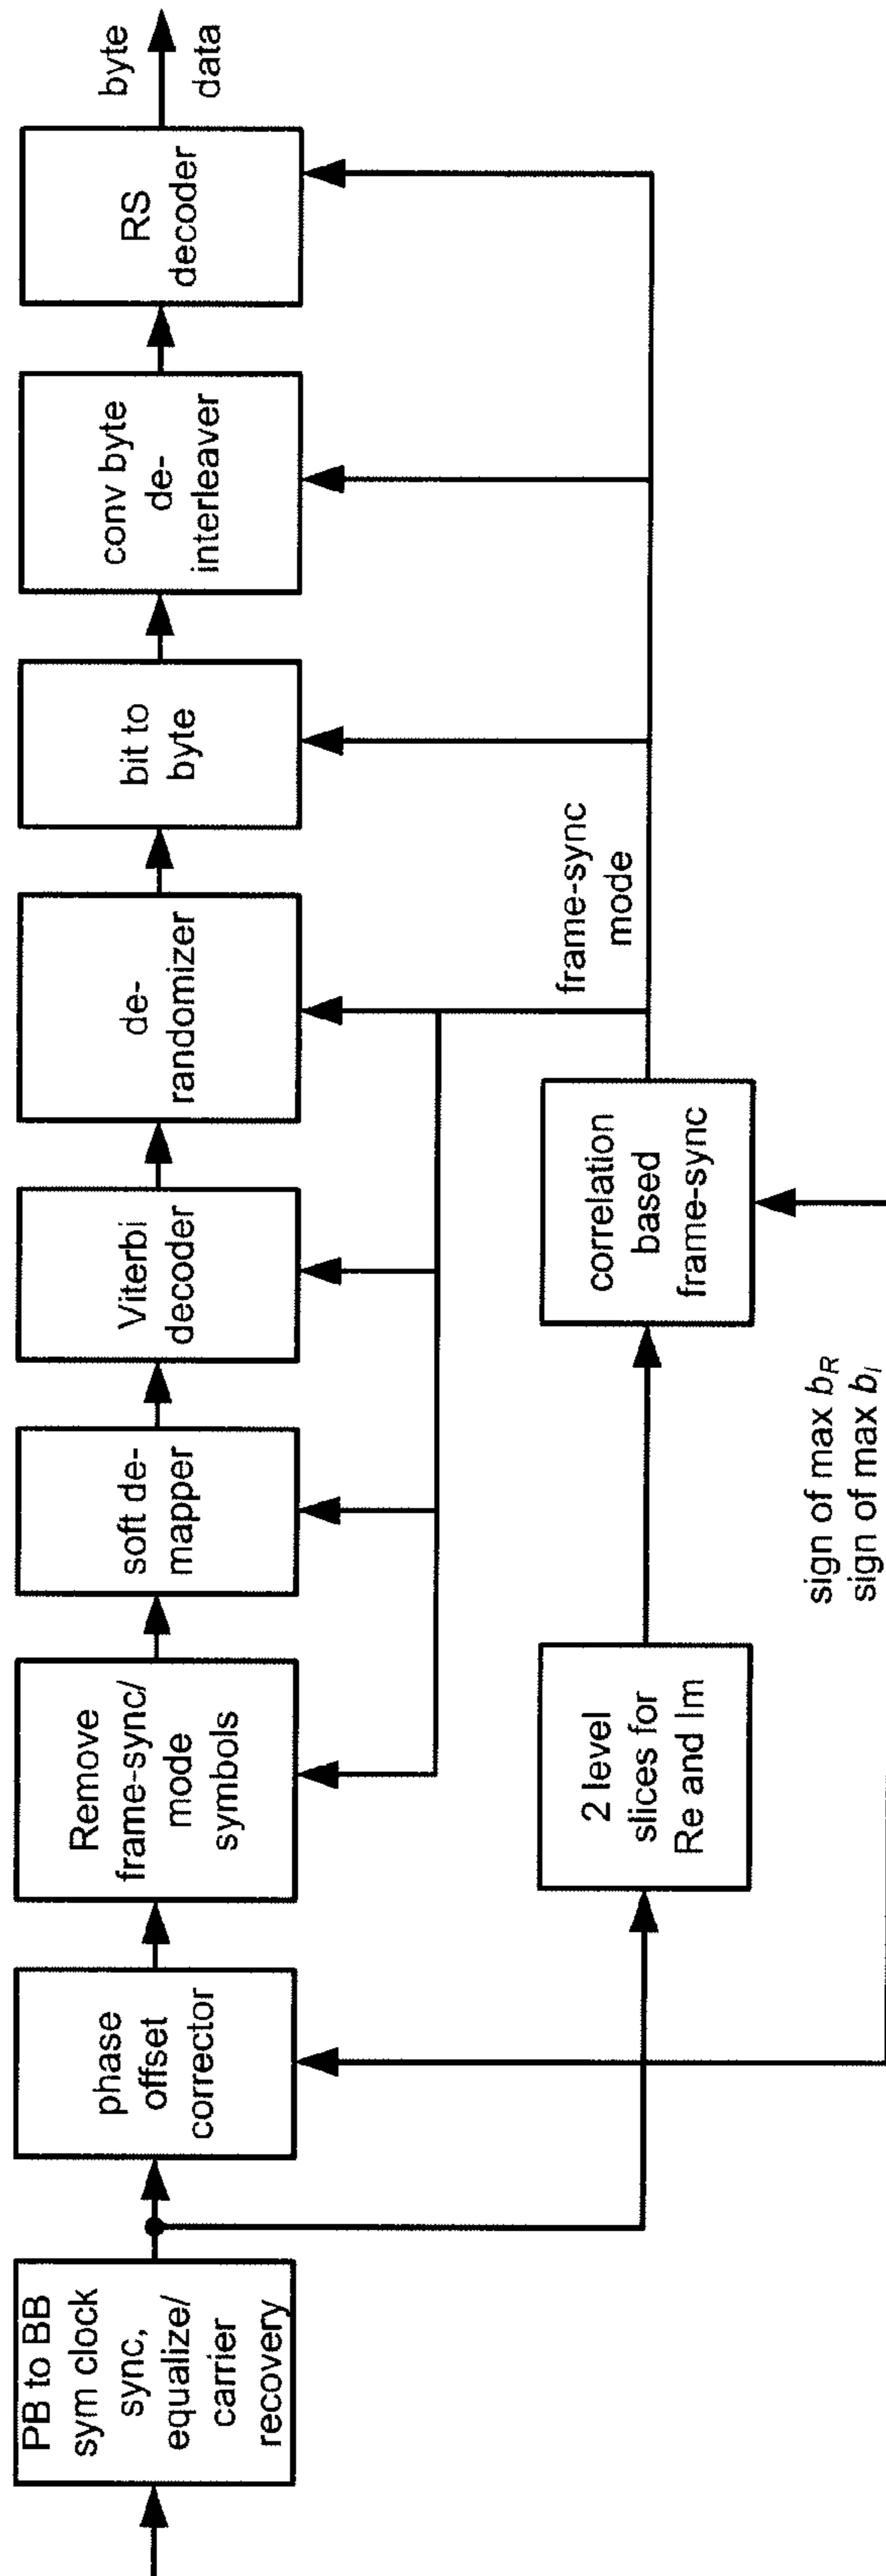 PB to BB
sym clock
sync,
equalize/
carrier
recovery
phase
offset
corrector
Remove
frame-sync/
mode
symbols
soft de-
mapper
Viterbi
decoder
de-
randomizer
bit to
byte
conv byte
de-
interleaver
RS
decoder
byte
data
2 level
slices for
Re and Im
correlation
based
frame-sync
frame-sync
mode
sign of max b_R
sign of max b_I